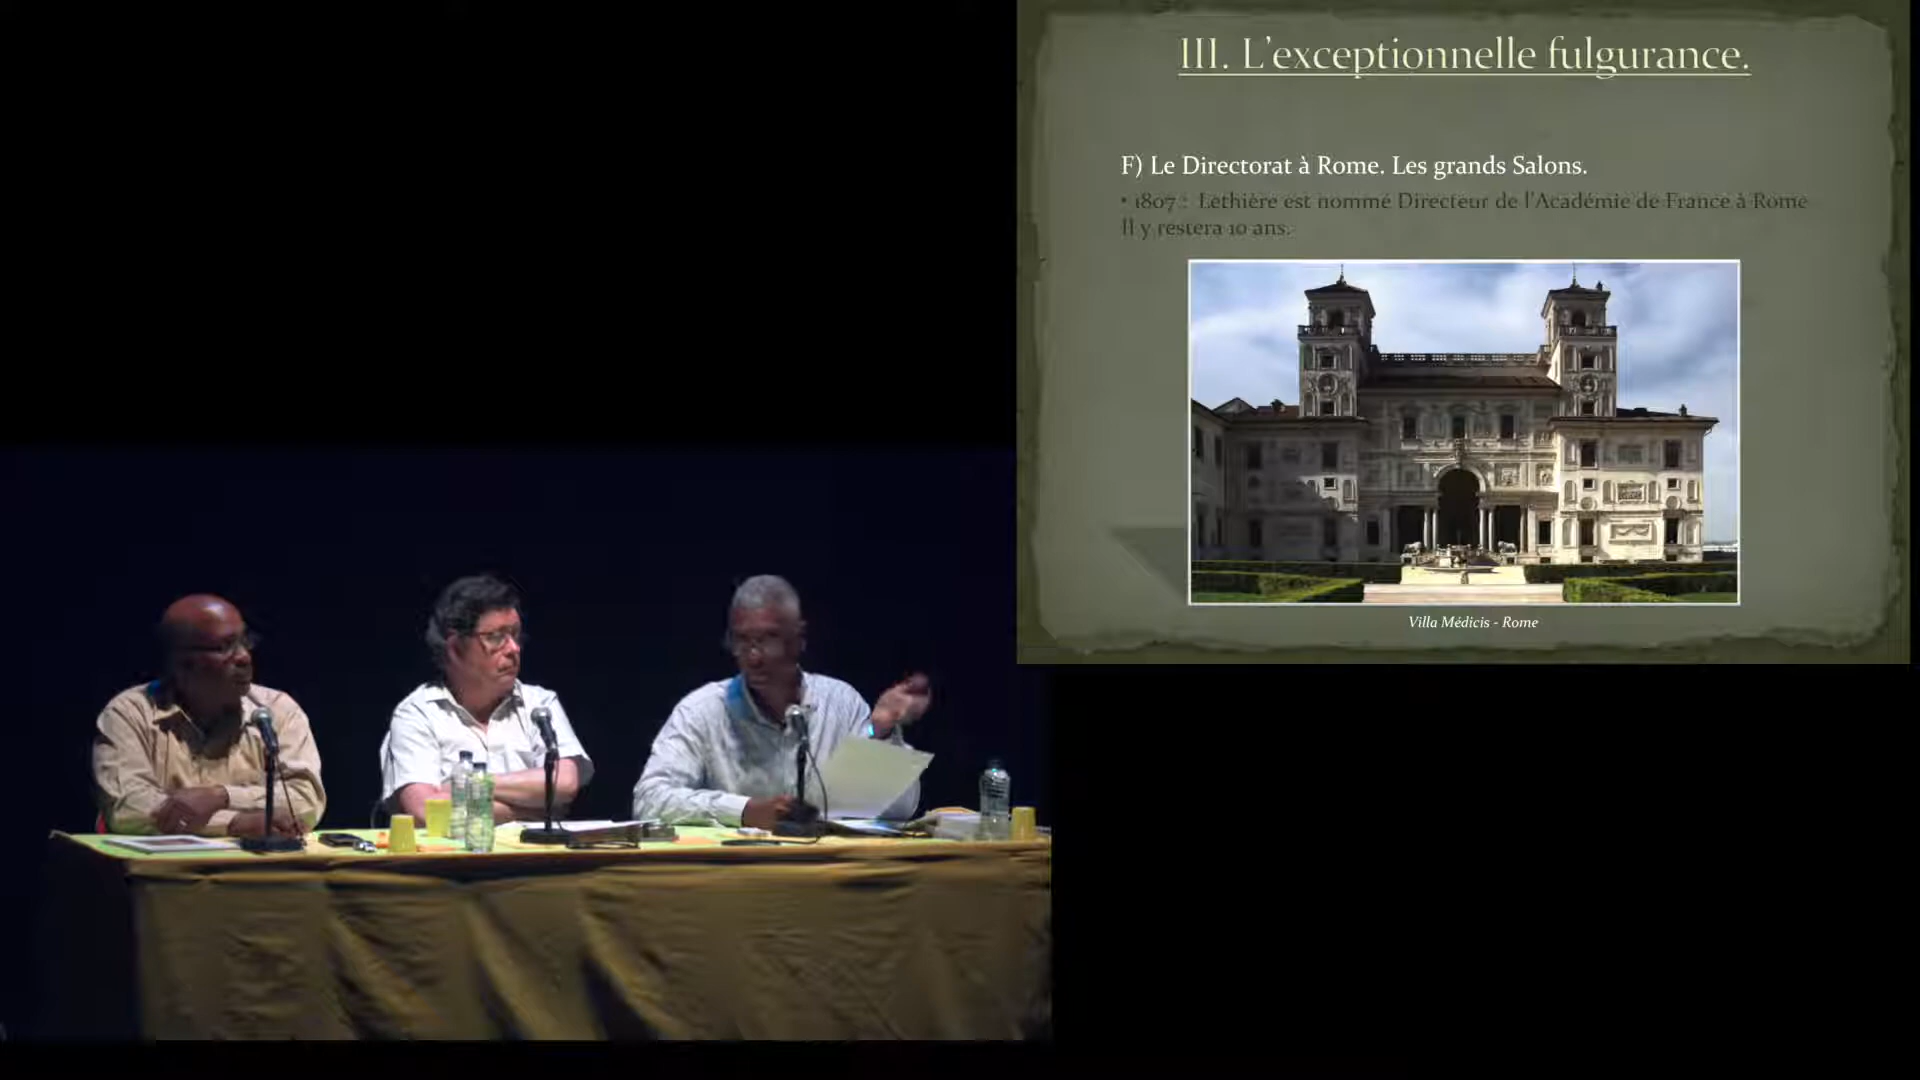 III. L'exceptionnelle fulgurance.
F) Le Directorat à Rome. Les grands Salons.
• 1807 : Lethière est nommé Directeur de l'Académie de France à Rome
Il y restera 10 ans.
Villa Médicis - Rome